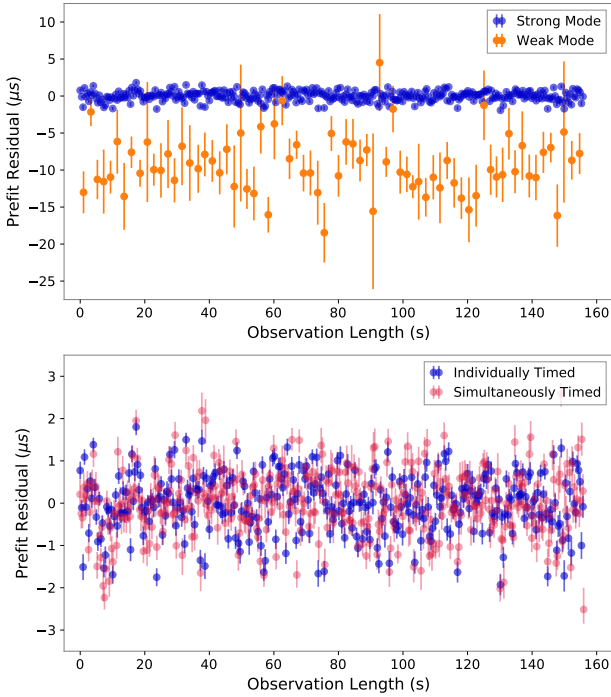 10
5
0
−5
−10
−15
−20
−25
Prefit Residual (μs)
Strong Mode
Weak Mode
0 20 40 60 80 100 120 140 160
Observation Length (s)
3
2
1
0
−1
−2
−3
Prefit Residual (μs)
Individually Timed
Simultaneously Timed
0 20 40 60 80 100 120 140 160
Observation Length (s)